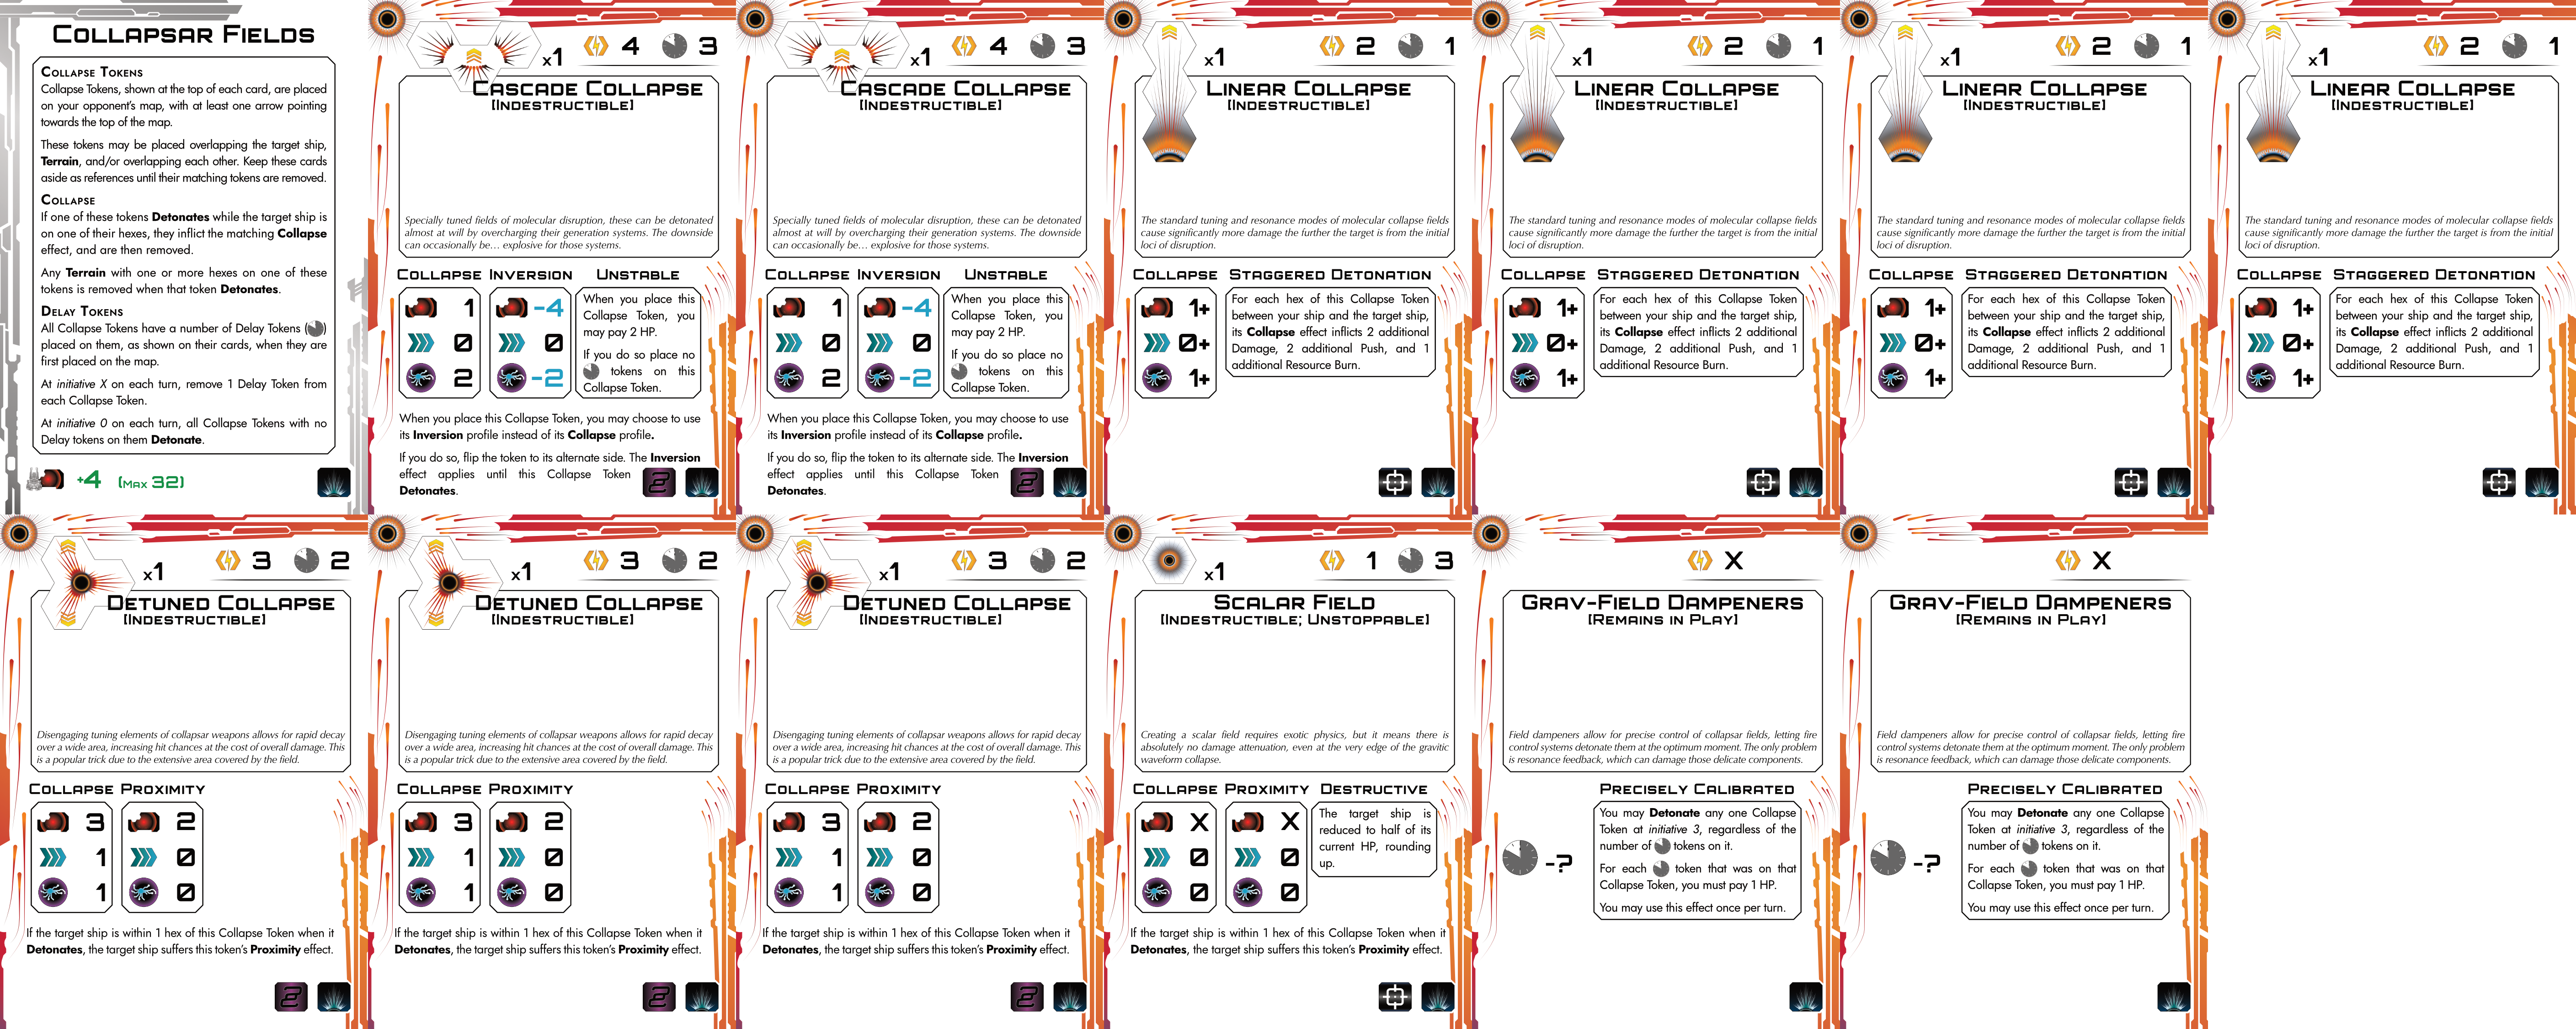 Collapsar Fields
Collapse Tokens
Collapse Tokens, shown at the top of each card, are placed
on your opponent's map, with at least one arrow pointing
towards the top of the map.
These tokens may be placed overlapping the target ship,
Terrain, and/or overlapping each other. Keep these cards
aside as references until their matching tokens are removed.
Collapse
If one of these tokens Detonates while the target ship is
on one of their hexes, they inflict the matching Collapse
effect, and are then removed.
Any Terrain with one or more hexes on one of these
tokens is removed when that token Detonates.
Delay Tokens
All Collapse Tokens have a number of Delay Tokens ( )
placed on them, as shown on their cards, when they are
first placed on the map.
At initiative X on each turn, remove 1 Delay Token from
each Collapse Token.
At initiative 0 on each turn, all Collapse Tokens with no
Delay tokens on them Detonate.
+4 (Max 32)
x1 4 3
Cascade Collapse
[Indestructible]
Specially tuned fields of molecular disruption, these can be detonated
almost at will by overcharging their generation systems. The downside
can occasionally be... explosive for those systems.
Collapse Inversion Unstable
1 -4
0 0
2 -2
When you place this
Collapse Token, you
may pay 2 HP.
If you do so place no
tokens on this
Collapse Token.
When you place this Collapse Token, you may choose to use
its Inversion profile instead of its Collapse profile.
If you do so, flip the token to its alternate side. The Inversion
effect applies until this Collapse Token
Detonates.
2
x1 4 3
Cascade Collapse
[Indestructible]
Specially tuned fields of molecular disruption, these can be detonated
almost at will by overcharging their generation systems. The downside
can occasionally be... explosive for those systems.
Collapse Inversion Unstable
1 -4
0 0
2 -2
When you place this
Collapse Token, you
may pay 2 HP.
If you do so place no
tokens on this
Collapse Token.
When you place this Collapse Token, you may choose to use
its Inversion profile instead of its Collapse profile.
If you do so, flip the token to its alternate side. The Inversion
effect applies until this Collapse Token
Detonates.
2
x1 2 1
Linear Collapse
[Indestructible]
The standard tuning and resonance modes of molecular collapse fields
cause significantly more damage the further the target is from the initial
loci of disruption.
Collapse Staggered Detonation
1+
0+
1+
For each hex of this Collapse Token
between your ship and the target ship,
its Collapse effect inflicts 2 additional
Damage, 2 additional Push, and 1
additional Resource Burn.
x1 2 1
Linear Collapse
[Indestructible]
The standard tuning and resonance modes of molecular collapse fields
cause significantly more damage the further the target is from the initial
loci of disruption.
Collapse Staggered Detonation
1+
0+
1+
For each hex of this Collapse Token
between your ship and the target ship,
its Collapse effect inflicts 2 additional
Damage, 2 additional Push, and 1
additional Resource Burn.
x1 2 1
Linear Collapse
[Indestructible]
The standard tuning and resonance modes of molecular collapse fields
cause significantly more damage the further the target is from the initial
loci of disruption.
Collapse Staggered Detonation
1+
0+
1+
For each hex of this Collapse Token
between your ship and the target ship,
its Collapse effect inflicts 2 additional
Damage, 2 additional Push, and 1
additional Resource Burn.
x1 2 1
Linear Collapse
[Indestructible]
The standard tuning and resonance modes of molecular collapse fields
cause significantly more damage the further the target is from the initial
loci of disruption.
Collapse Staggered Detonation
1+
0+
1+
For each hex of this Collapse Token
between your ship and the target ship,
its Collapse effect inflicts 2 additional
Damage, 2 additional Push, and 1
additional Resource Burn.
x1 3 2
Detuned Collapse
[Indestructible]
Disengaging tuning elements of collapsar weapons allows for rapid decay
over a wide area, increasing hit chances at the cost of overall damage. This
is a popular trick due to the extensive area covered by the field.
Collapse Proximity
3 2
1 0
1 0
If the target ship is within 1 hex of this Collapse Token when it
Detonates, the target ship suffers this token's Proximity effect.
2
x1 3 2
Detuned Collapse
[Indestructible]
Disengaging tuning elements of collapsar weapons allows for rapid decay
over a wide area, increasing hit chances at the cost of overall damage. This
is a popular trick due to the extensive area covered by the field.
Collapse Proximity
3 2
1 0
1 0
If the target ship is within 1 hex of this Collapse Token when it
Detonates, the target ship suffers this token's Proximity effect.
2
x1 3 2
Detuned Collapse
[Indestructible]
Disengaging tuning elements of collapsar weapons allows for rapid decay
over a wide area, increasing hit chances at the cost of overall damage. This
is a popular trick due to the extensive area covered by the field.
Collapse Proximity
3 2
1 0
1 0
If the target ship is within 1 hex of this Collapse Token when it
Detonates, the target ship suffers this token's Proximity effect.
2
x1 1 3
Scalar Field
[Indestructible; Unstoppable]
Creating a scalar field requires exotic physics, but it means there is
absolutely no damage attenuation, even at the very edge of the gravitic
waveform collapse.
Collapse Proximity Destructive
X X
0 0
0 0
The target ship is
reduced to half of its
current HP, rounding
up.
If the target ship is within 1 hex of this Collapse Token when it
Detonates, the target ship suffers this token's Proximity effect.
X
Grav-Field Dampeners
[Remains in Play]
Field dampeners allow for precise control of collapsar fields, letting fire
control systems detonate them at the optimum moment. The only problem
is resonance feedback, which can damage those delicate components.
Precisely Calibrated
-?
You may Detonate any one Collapse
Token at initiative 3, regardless of the
number of tokens on it.
For each token that was on that
Collapse Token, you must pay 1 HP.
You may use this effect once per turn.
X
Grav-Field Dampeners
[Remains in Play]
Field dampeners allow for precise control of collapsar fields, letting fire
control systems detonate them at the optimum moment. The only problem
is resonance feedback, which can damage those delicate components.
Precisely Calibrated
-?
You may Detonate any one Collapse
Token at initiative 3, regardless of the
number of tokens on it.
For each token that was on that
Collapse Token, you must pay 1 HP.
You may use this effect once per turn.